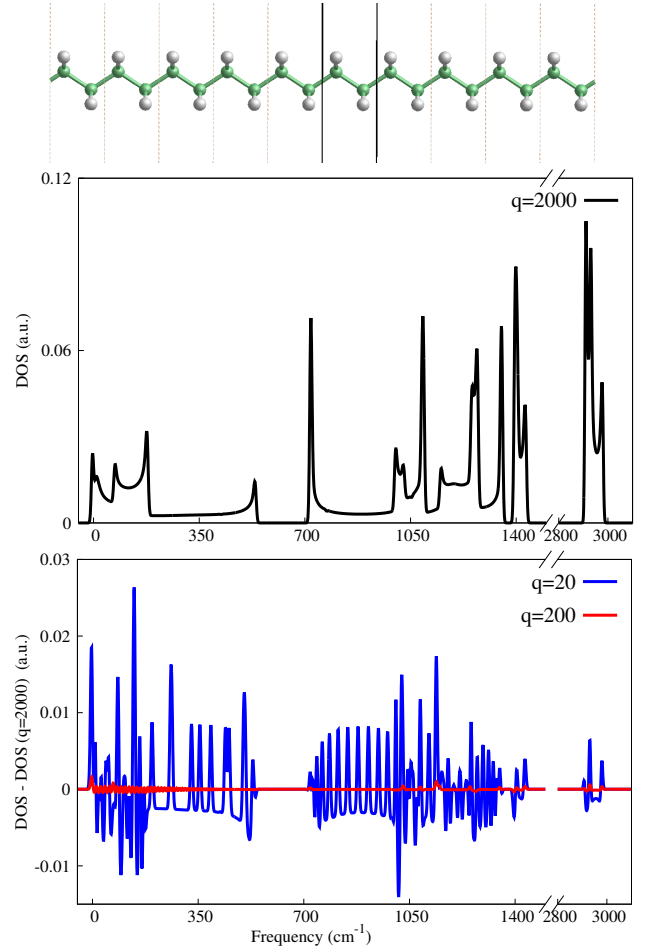 0.12
q=2000
DOS (a.u.)
0.06
0
0 350 700 1050 1400 2800 3000
0.03
q=20
q=200
0.02
DOS - DOS (q=2000) (a.u.)
0.01
0
-0.01
0 350 700 1050 1400 2800 3000
Frequency (cm-1)